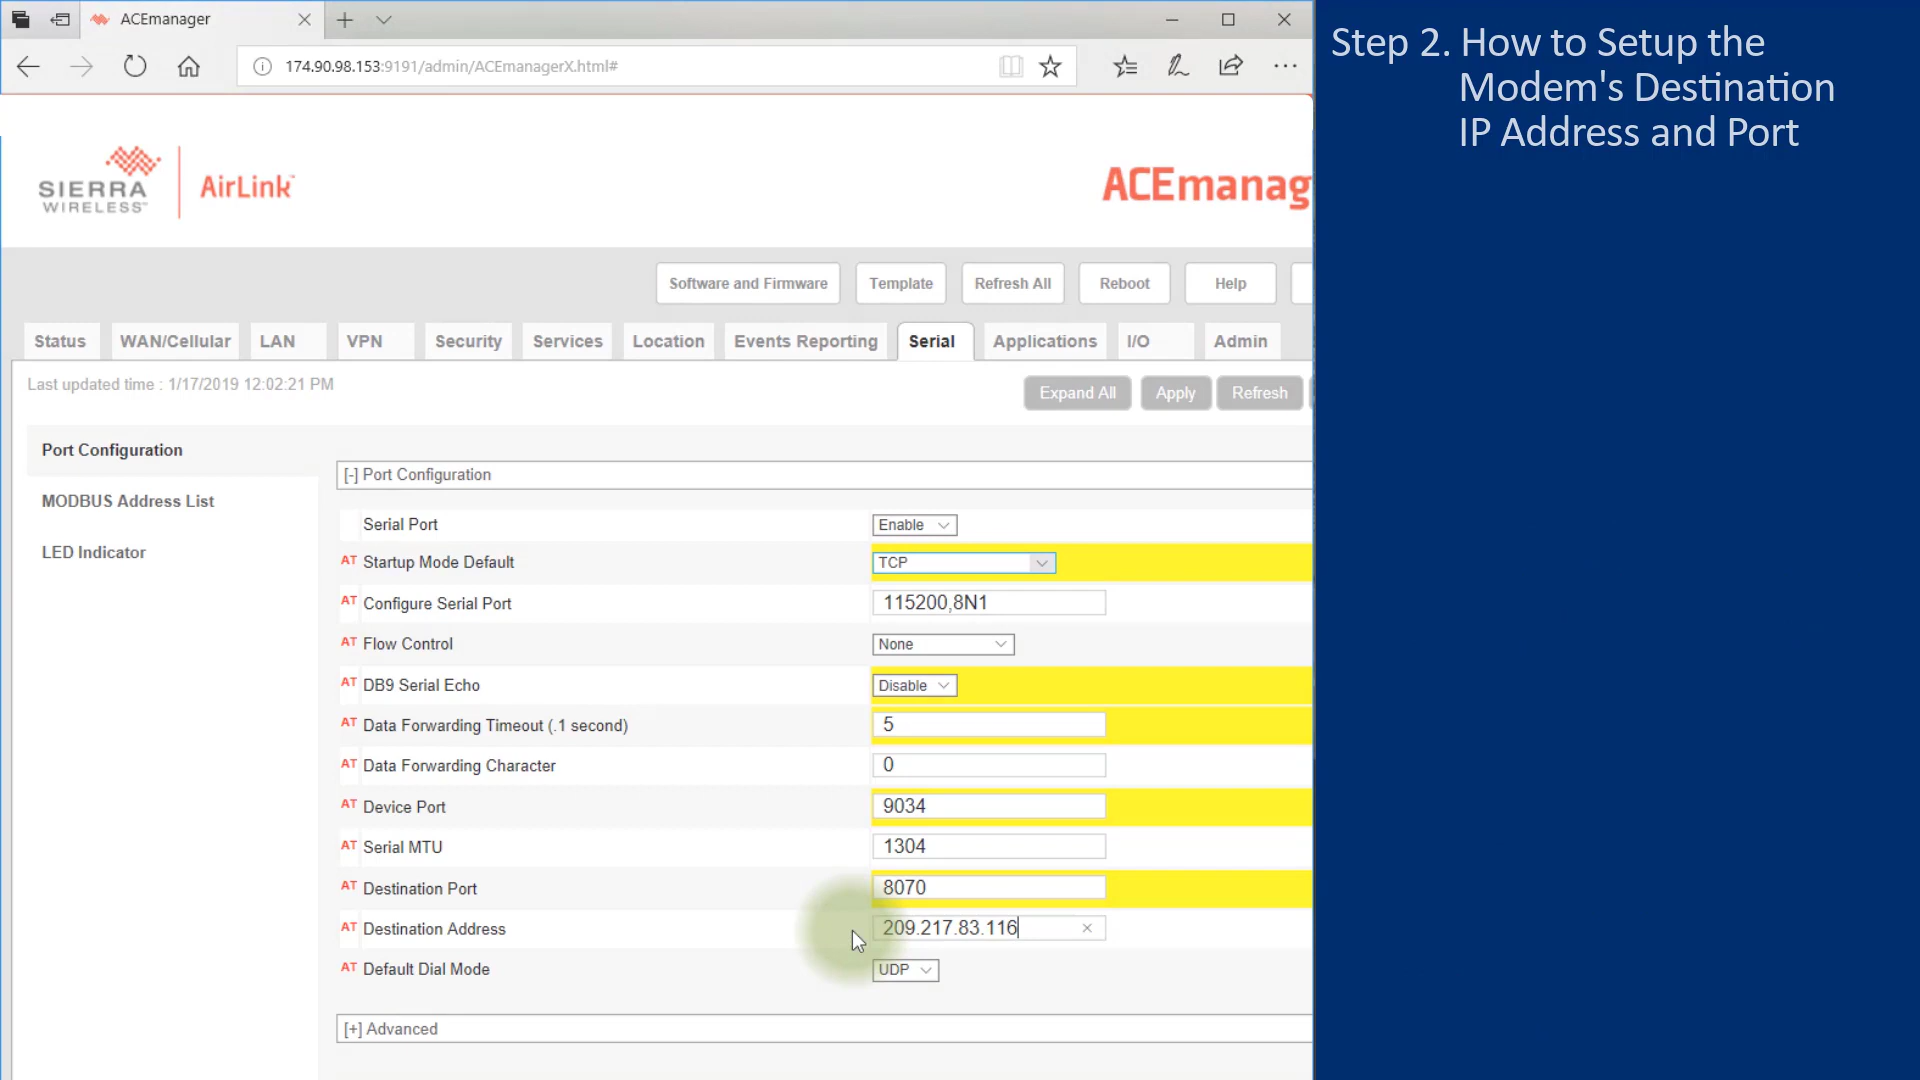 ACEmanager
174.90.98.153:9191/admin/ACEmanagerX.html#
Step 2. How to Setup the
Modem's Destination
IP Address and Port
SIERRA
WIRELESS™
AirLink™
ACEmanag
Software and Firmware
Template
Refresh All
Reboot
Help
Status
WAN/Cellular
LAN
VPN
Security
Services
Location
Events Reporting
Serial
Applications
I/O
Admin
Last updated time : 1/17/2019 12:02:21 PM
Expand All
Apply
Refresh
Port Configuration
MODBUS Address List
LED Indicator
[-] Port Configuration
Serial Port Enable
AT Startup Mode Default TCP
AT Configure Serial Port 115200,8N1
AT Flow Control None
AT DB9 Serial Echo Disable
AT Data Forwarding Timeout (.1 second) 5
AT Data Forwarding Character 0
AT Device Port 9034
AT Serial MTU 1304
AT Destination Port 8070
AT Destination Address 209.217.83.116
AT Default Dial Mode UDP
[+] Advanced